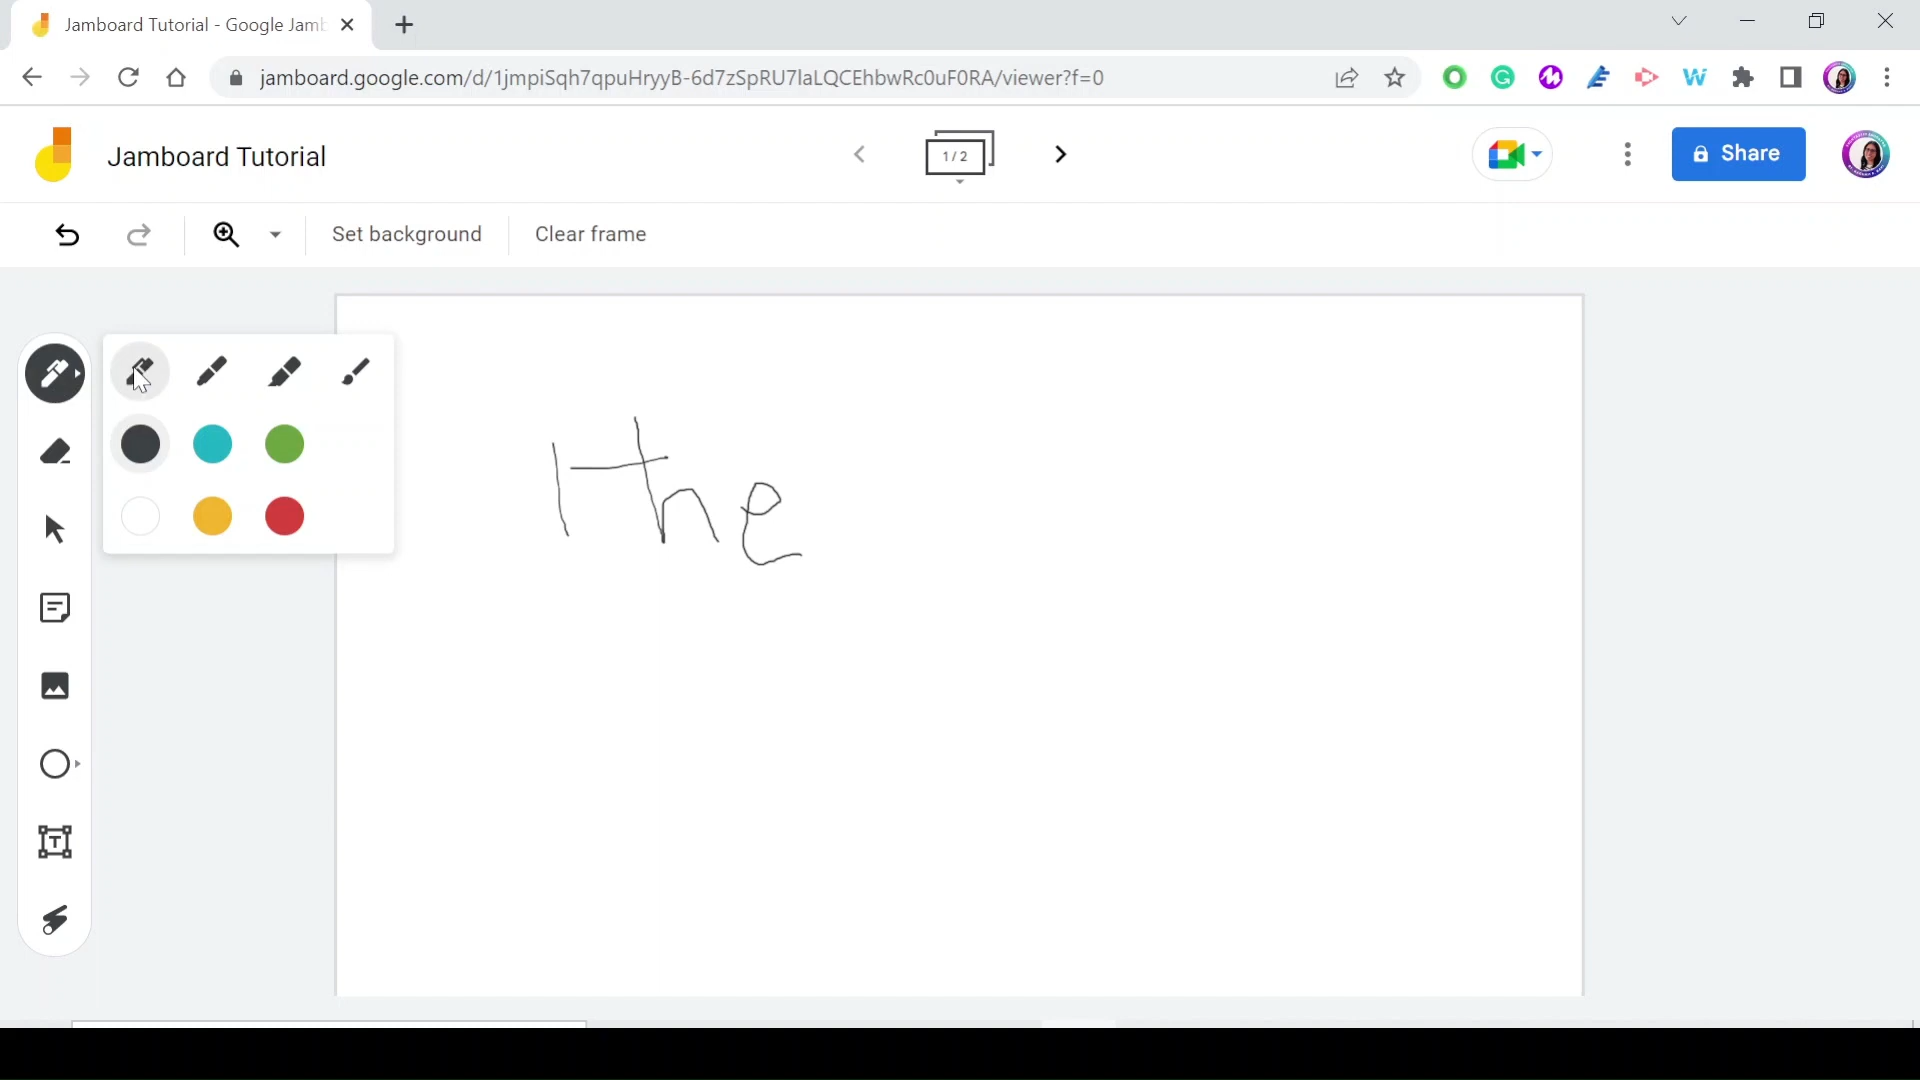 Jamboard Tutorial - Google Jamb
jamboard.google.com/d/1jmpiSqh7qpuHryyB-6d7zSpRU7laLQCEhbwRc0uF0RA/viewer?f=0
Jamboard Tutorial
1 / 2
Share
Set background
Clear frame
The